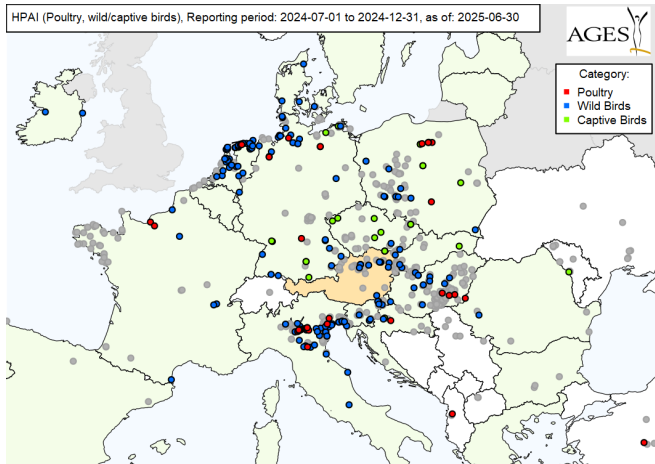 HPAI (Poultry, wild/captive birds), Reporting period: 2024-07-01 to 2024-12-31, as of: 2025-06-30
AGES
Category:
Poultry
Wild Birds
Captive Birds